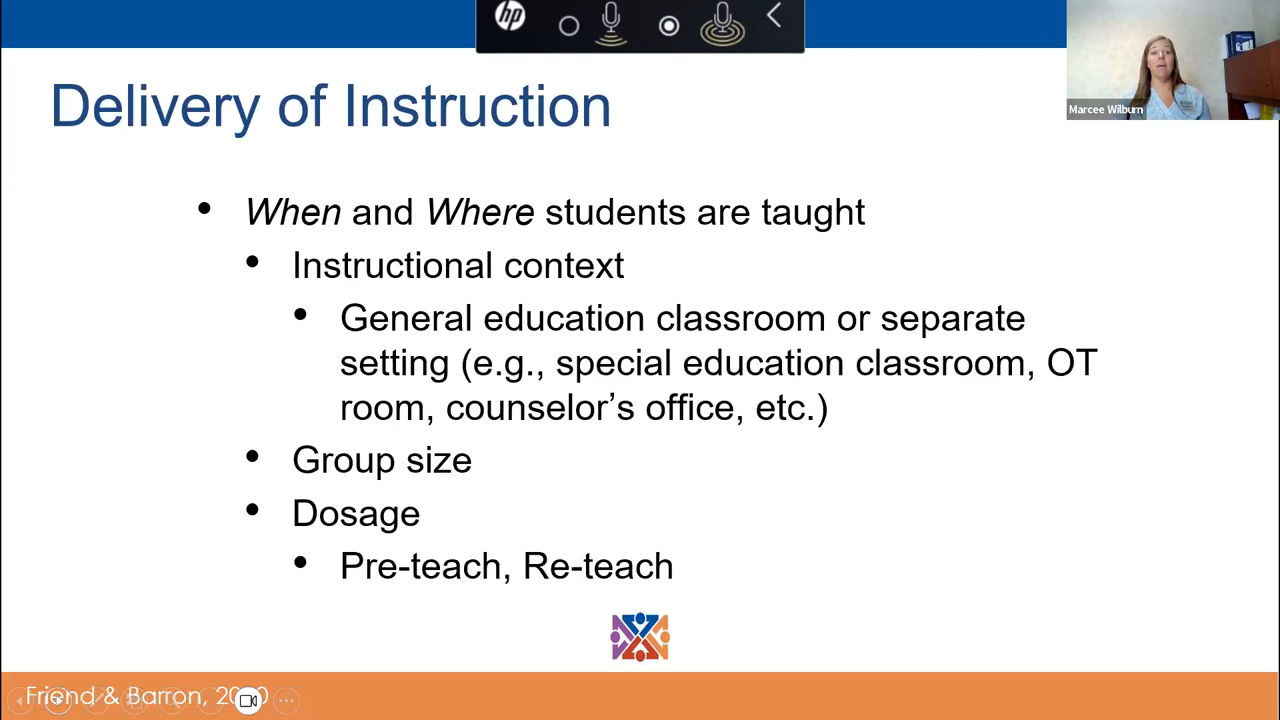 hp
Delivery of Instruction
Marcee Wilburn
• When and Where students are taught
• Instructional context
• General education classroom or separate
setting (e.g., special education classroom, OT
room, counselor’s office, etc.)
• Group size
• Dosage
• Pre-teach, Re-teach
Friend & Barron,